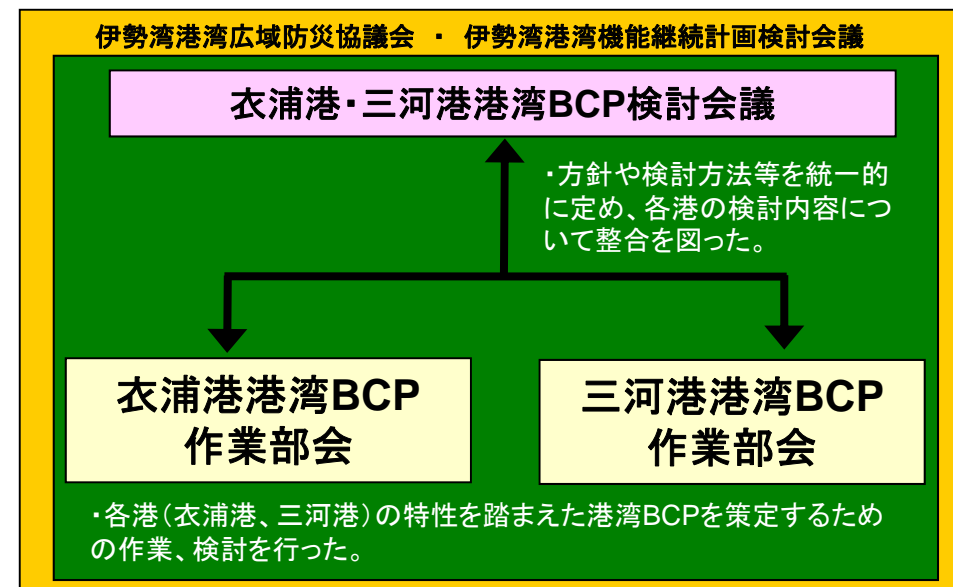 伊勢湾港湾広域防災協議会 ・ 伊勢湾港湾機能継続計画検討会議
衣浦港・三河港港湾BCP検討会議
・方針や検討方法等を統一的
に定め、各港の検討内容につ
いて整合を図った。
衣浦港港湾BCP
作業部会
三河港港湾BCP
作業部会
・各港（衣浦港、三河港）の特性を踏まえた港湾BCPを策定するため
の作業、検討を行った。